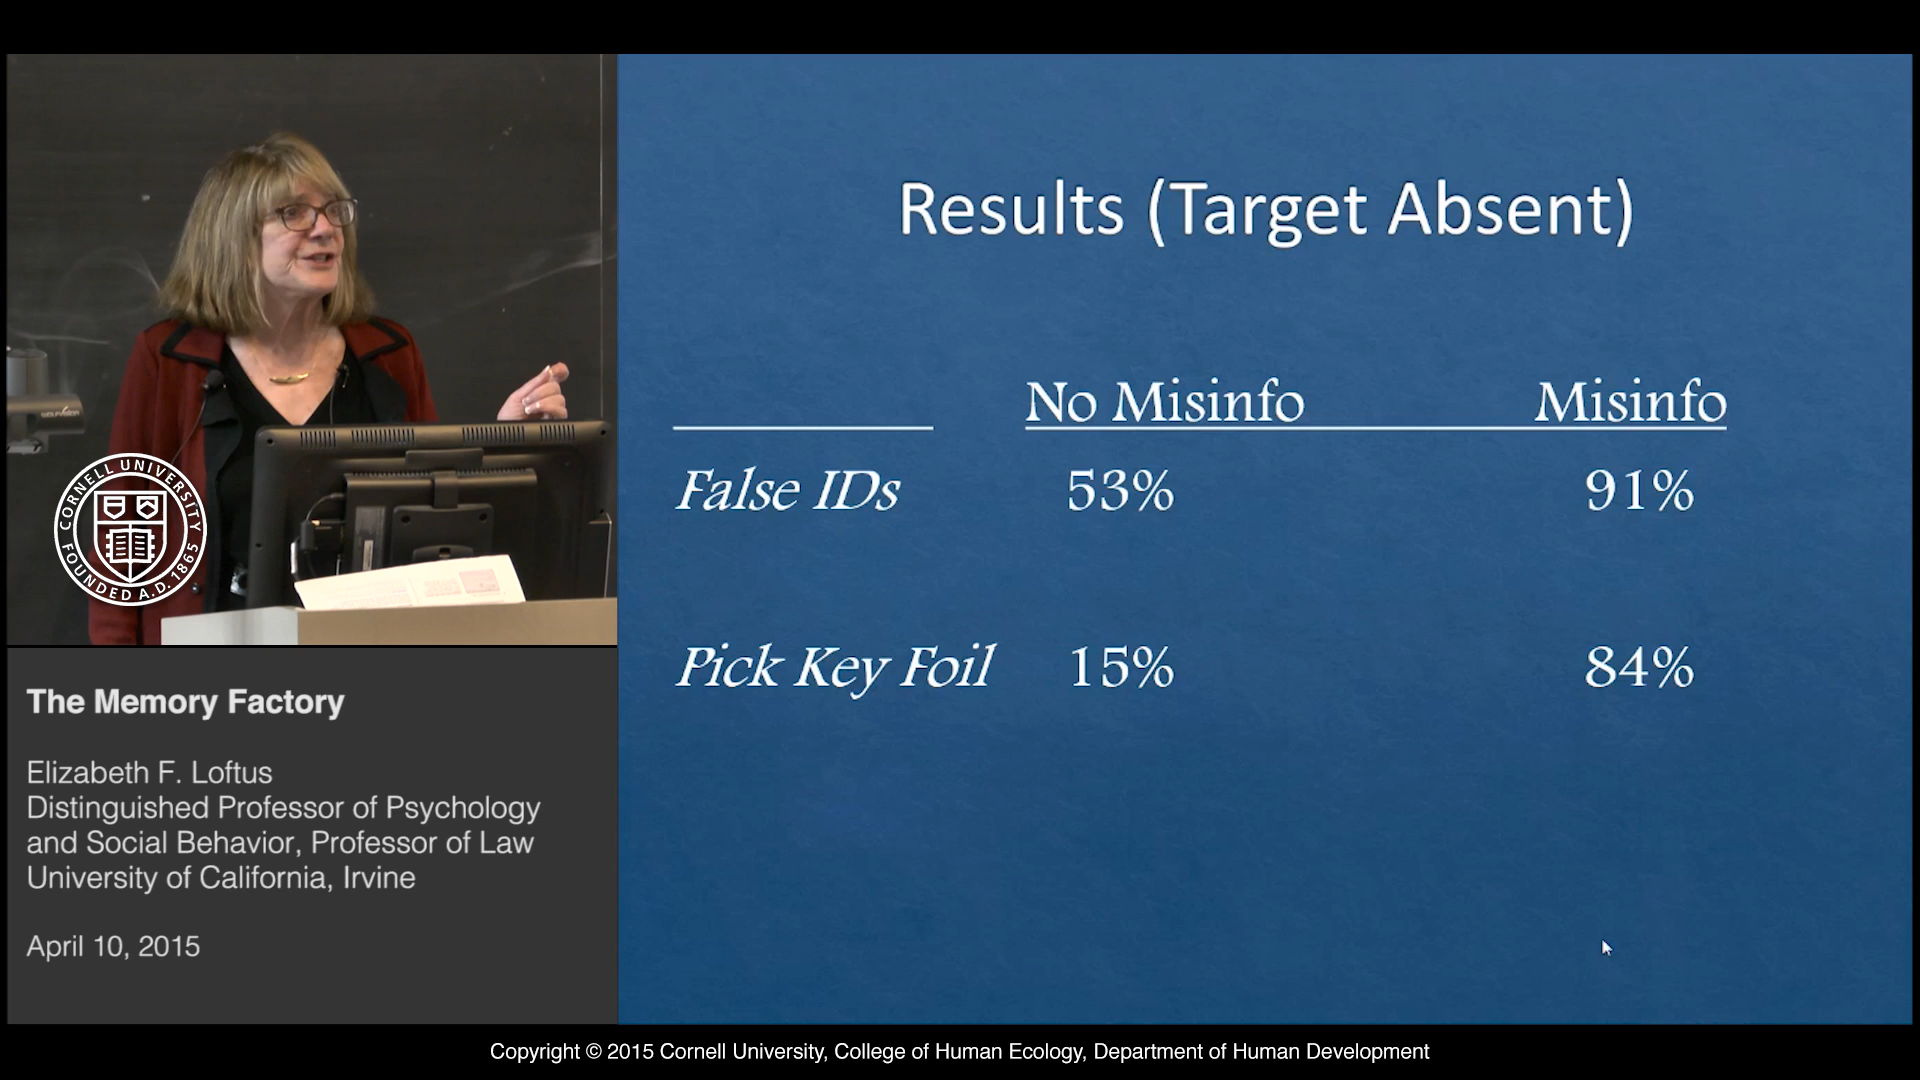 Results (Target Absent)
No Misinfo Misinfo
False IDs 53% 91%
Pick Key Foil 15% 84%
CORNELL UNIVERSITY
FOUNDED A.D. 1865
The Memory Factory
Elizabeth F. Loftus
Distinguished Professor of Psychology
and Social Behavior, Professor of Law
University of California, Irvine
April 10, 2015
Copyright © 2015 Cornell University, College of Human Ecology, Department of Human Development